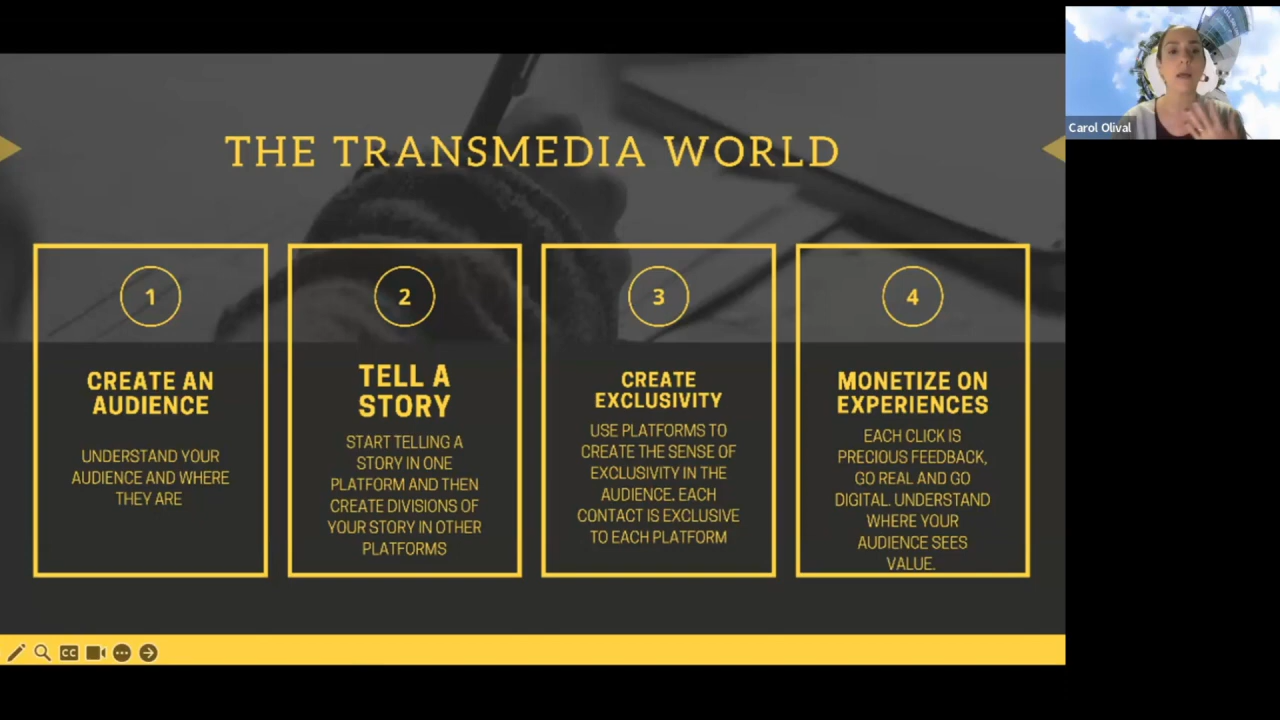 THE TRANSMEDIA WORLD
1
CREATE AN
AUDIENCE
UNDERSTAND YOUR
AUDIENCE AND WHERE
THEY ARE
2
TELL A
STORY
START TELLING A
STORY IN ONE
PLATFORM AND THEN
CREATE DIVISIONS OF
YOUR STORY IN OTHER
PLATFORMS
3
CREATE
EXCLUSIVITY
USE PLATFORMS TO
CREATE THE SENSE OF
EXCLUSIVITY IN THE
AUDIENCE. EACH
CONTACT IS EXCLUSIVE
TO EACH PLATFORM
4
MONETIZE ON
EXPERIENCES
EACH CLICK IS
PRECIOUS FEEDBACK,
GO REAL AND GO
DIGITAL. UNDERSTAND
WHERE YOUR
AUDIENCE SEES
VALUE.
CC
Carol Olival